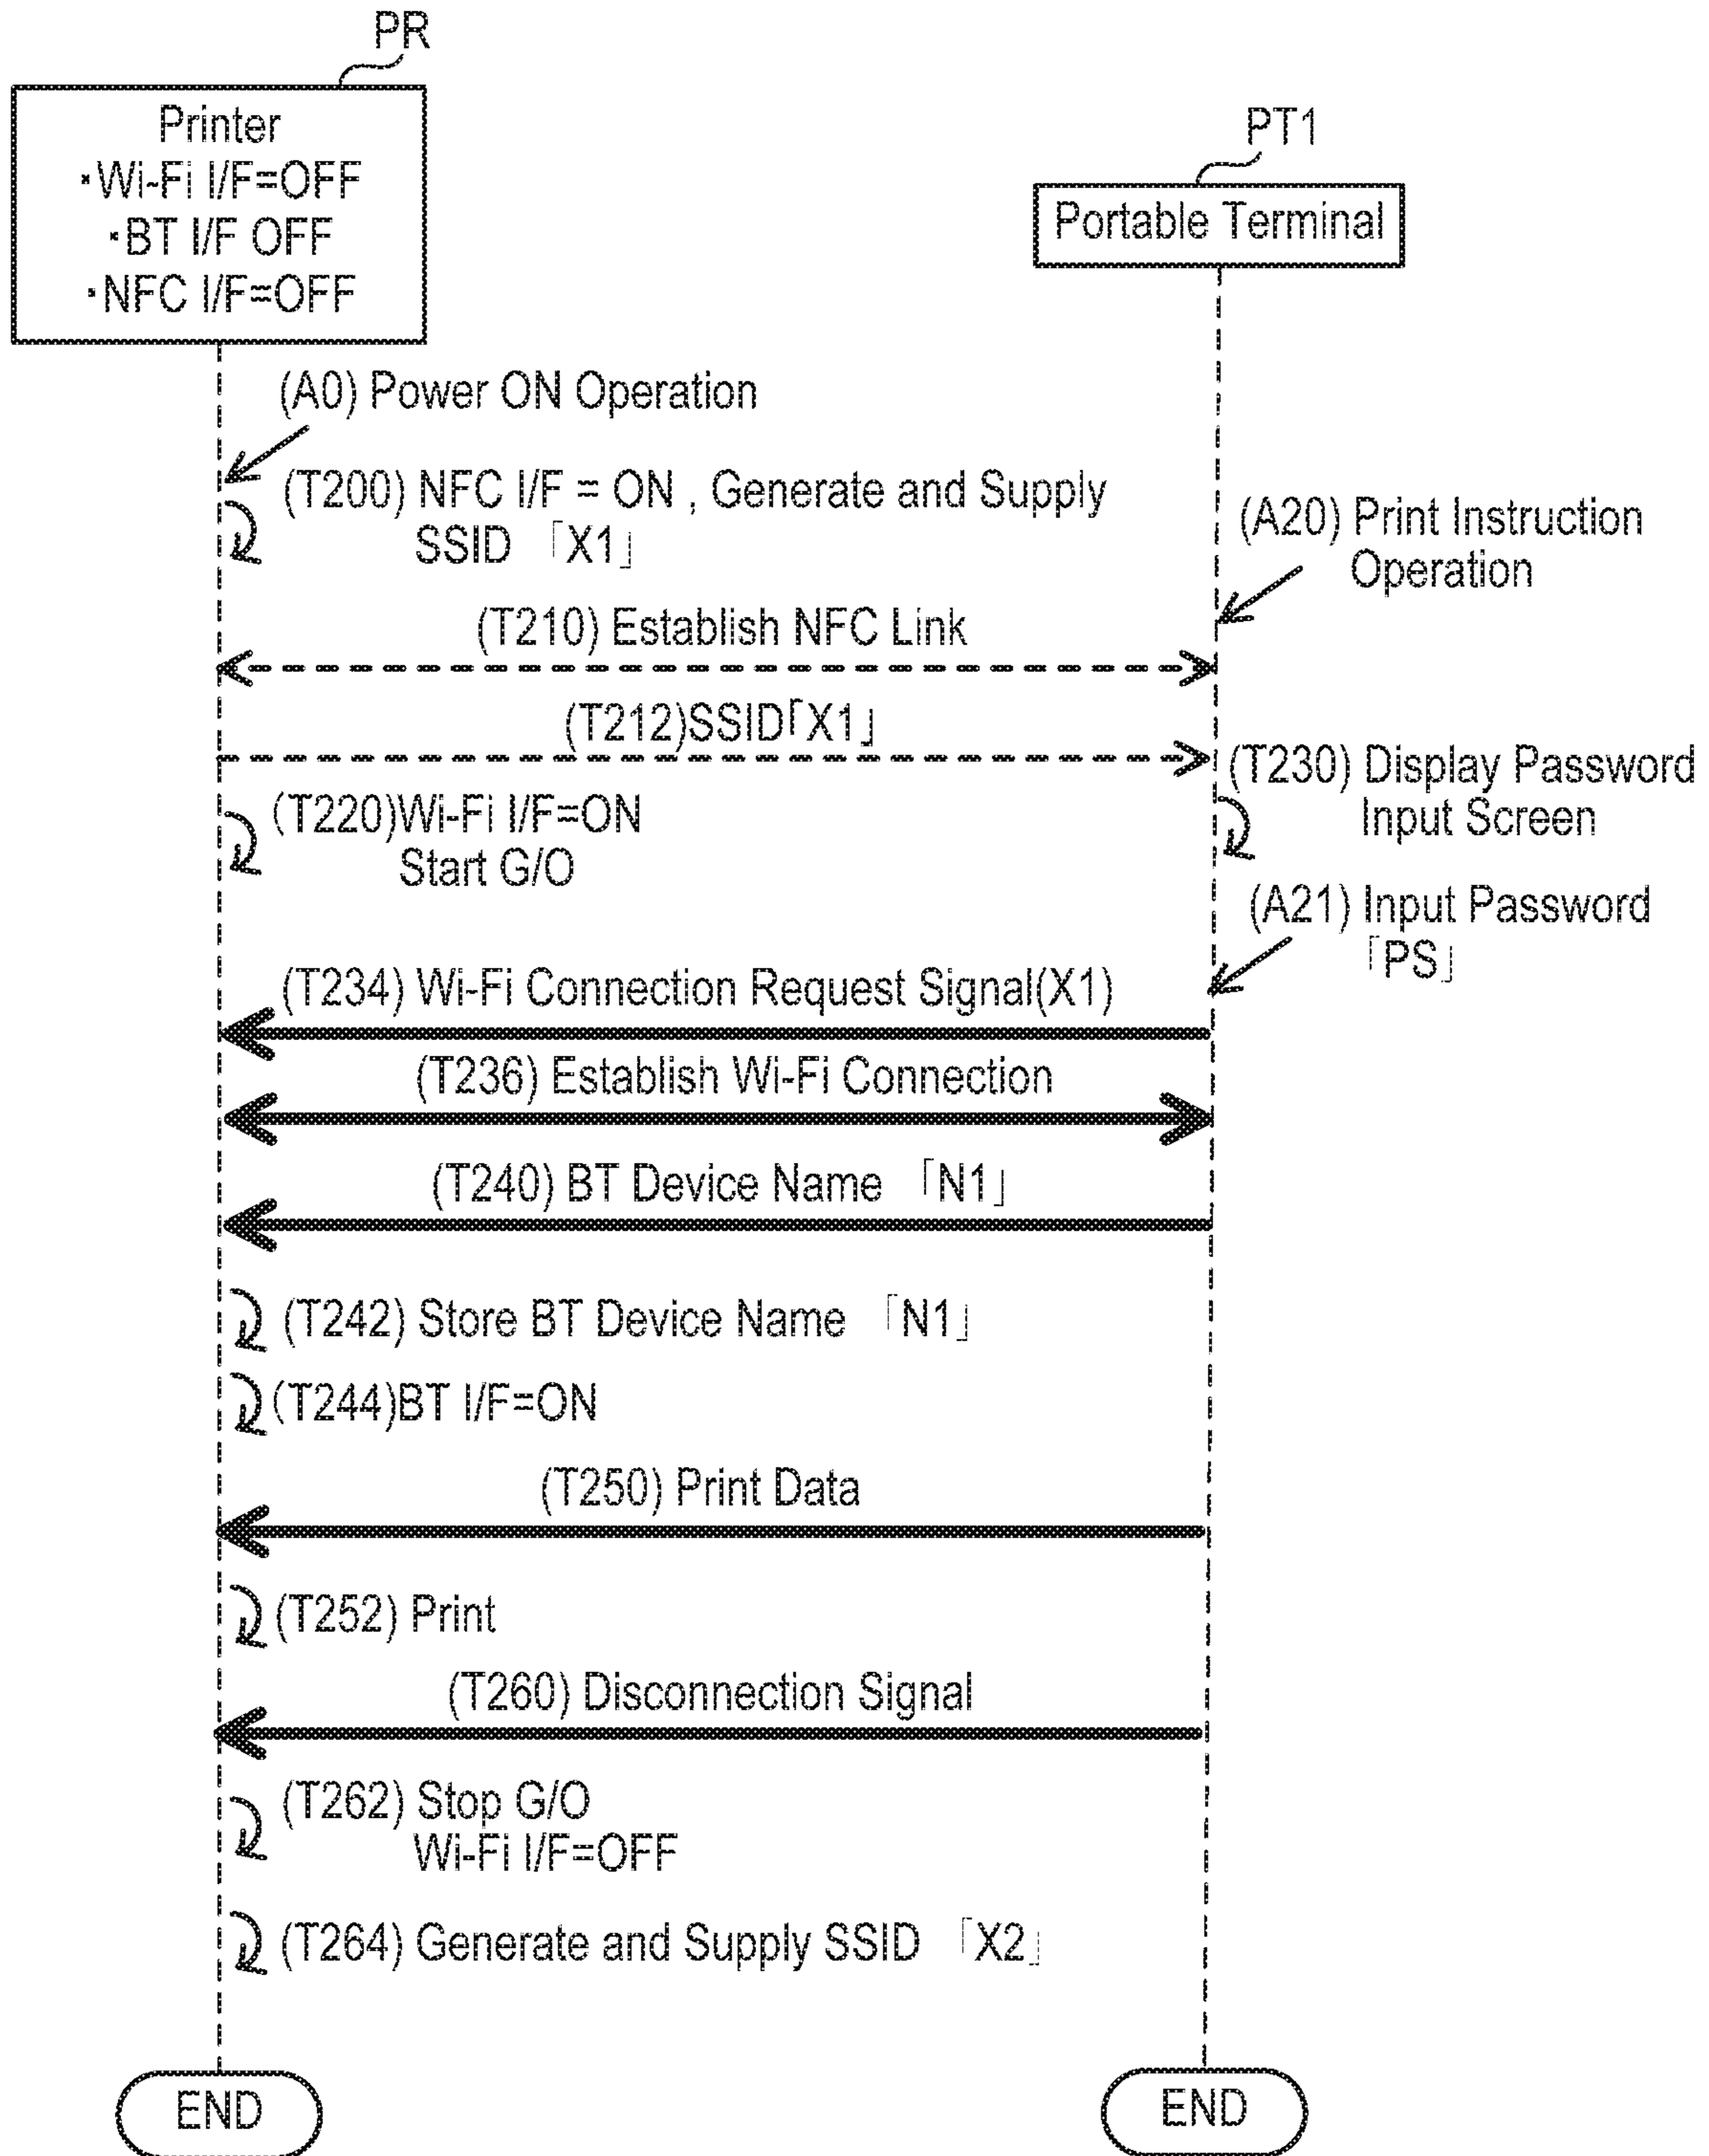 PR
Printer
・Wi-Fi I/F=OFF
・BT I/F OFF
・NFC I/F=OFF
PT1
Portable Terminal
(A0) Power ON Operation
(T200) NFC I/F = ON , Generate and Supply
SSID 「X1」
(A20) Print Instruction
Operation
(T210) Establish NFC Link
(T212)SSID「X1」
(T230) Display Password
Input Screen
(T220)Wi-Fi I/F=ON
Start G/O
(A21) Input Password
「PS」
(T234) Wi-Fi Connection Request Signal(X1)
(T236) Establish Wi-Fi Connection
(T240) BT Device Name 「N1」
(T242) Store BT Device Name 「N1」
(T244)BT I/F=ON
(T250) Print Data
(T252) Print
(T260) Disconnection Signal
(T262) Stop G/O
Wi-Fi I/F=OFF
(T264) Generate and Supply SSID 「X2」
END
END